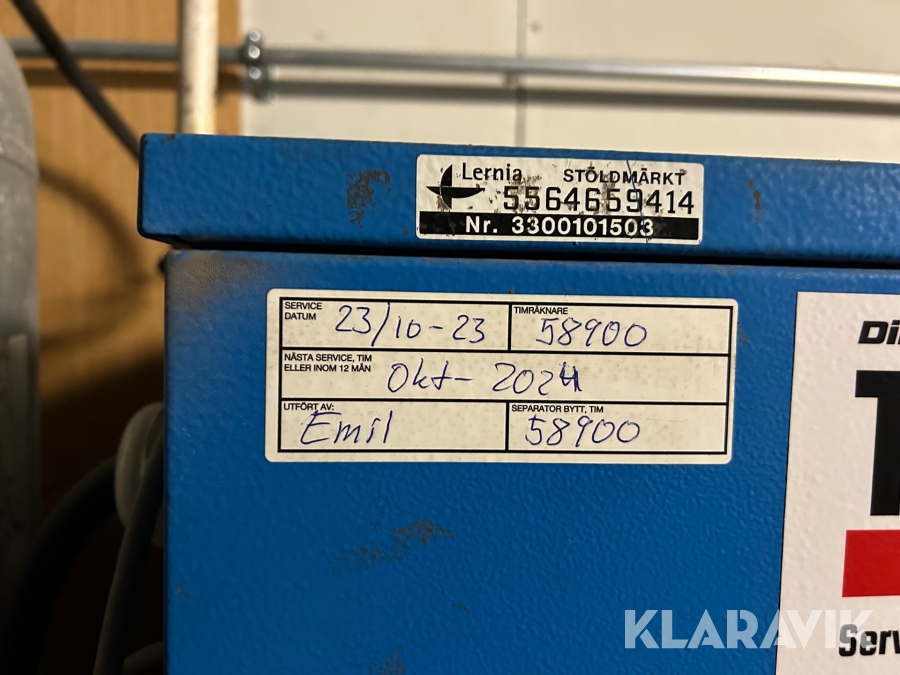 Lernia STÖLDMÄRKT
5564659414
Nr. 3300101503
SERVICE DATUM 23/10-23 TIMRÄKNARE 58900
NÄSTA SERVICE, TIM ELLER INOM 12 MÅN Okt-2024
UTFÖRT AV: Emil SEPARATOR BYTT, TIM 58900
KLARAVIK